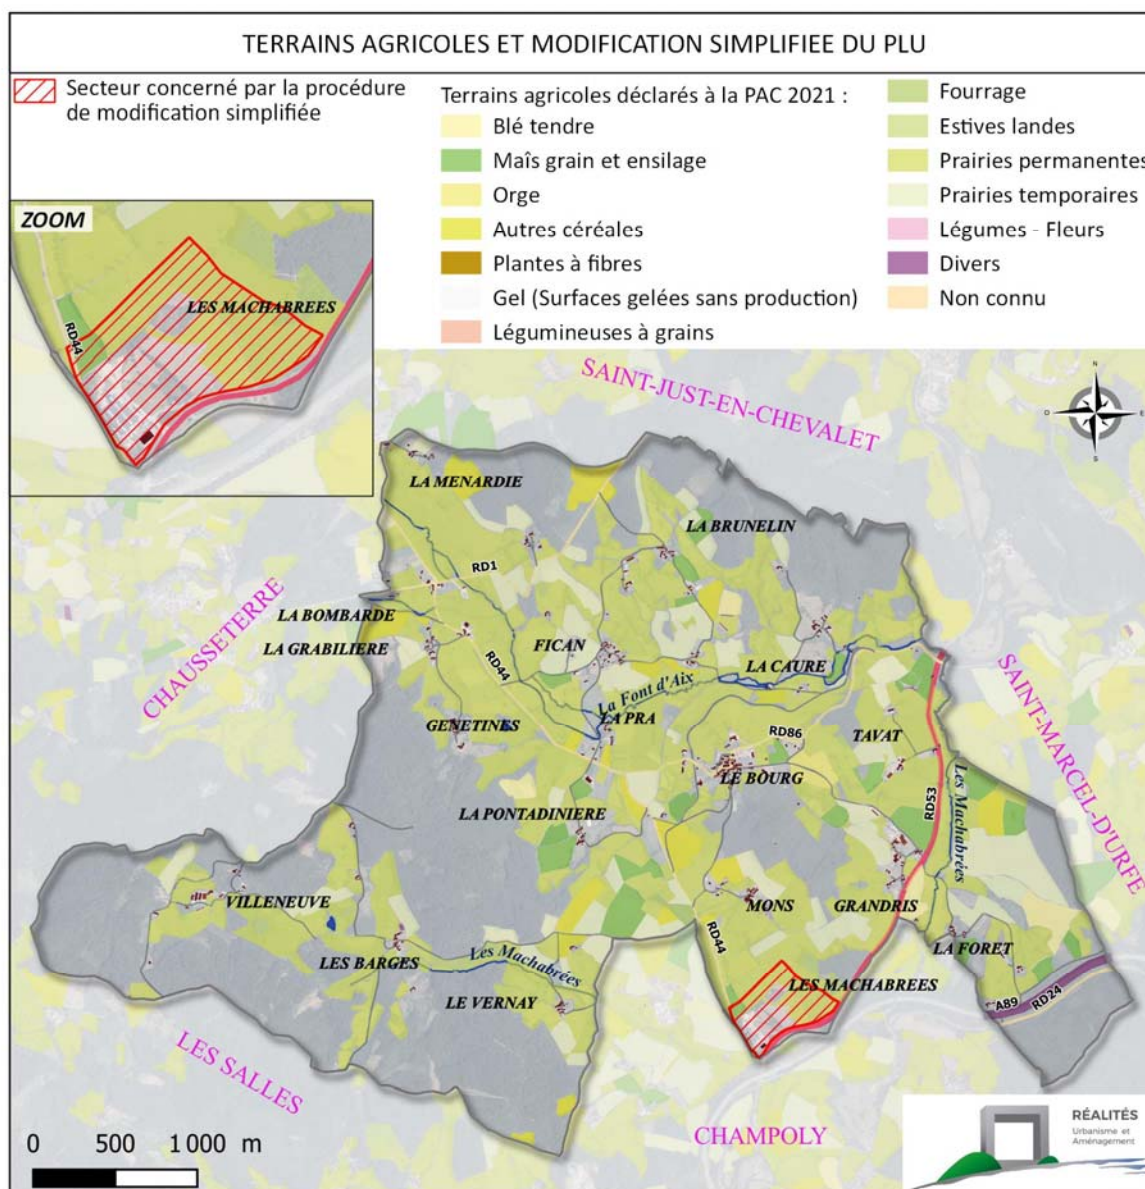 TERRAINS AGRICOLES ET MODIFICATION SIMPLIFIEE DU PLU
Secteur concerné par la procédure
de modification simplifiée
Terrains agricoles déclarés à la PAC 2021 :
Blé tendre
Maîs grain et ensilage
Orge
Autres céréales
Plantes à fibres
Gel (Surfaces gelées sans production)
Légumineuses à grains
Fourrage
Estives landes
Prairies permanentes
Prairies temporaires
Légumes - Fleurs
Divers
Non connu
ZOOM
LES MACHABREES
RD44
SAINT-JUST-EN-CHEVALET
N
O
E
S
LA MENARDIE
LA BRUNELIN
RD1
CHAUSSETERRE
LA BOMBARDE
LA GRABILIERE
FICAN
RD44
LA CAURE
La Font d'Aix
SAINT-MARCEL-D'URFE
GENETINES
LA PRA
RD86
TAVAT
LE BOURG
RD53
Les Machabrées
LA PONTADINIERE
VILLENEUVE
MONS
GRANDRIS
RD44
LA FORET
LES BARGES
Les Machabrées
LES MACHABREES
LE VERNAY
A89
RD24
LES SALLES
CHAMPOLY
0 500 1 000 m
RÉALITÉS
Urbanisme et
Aménagement